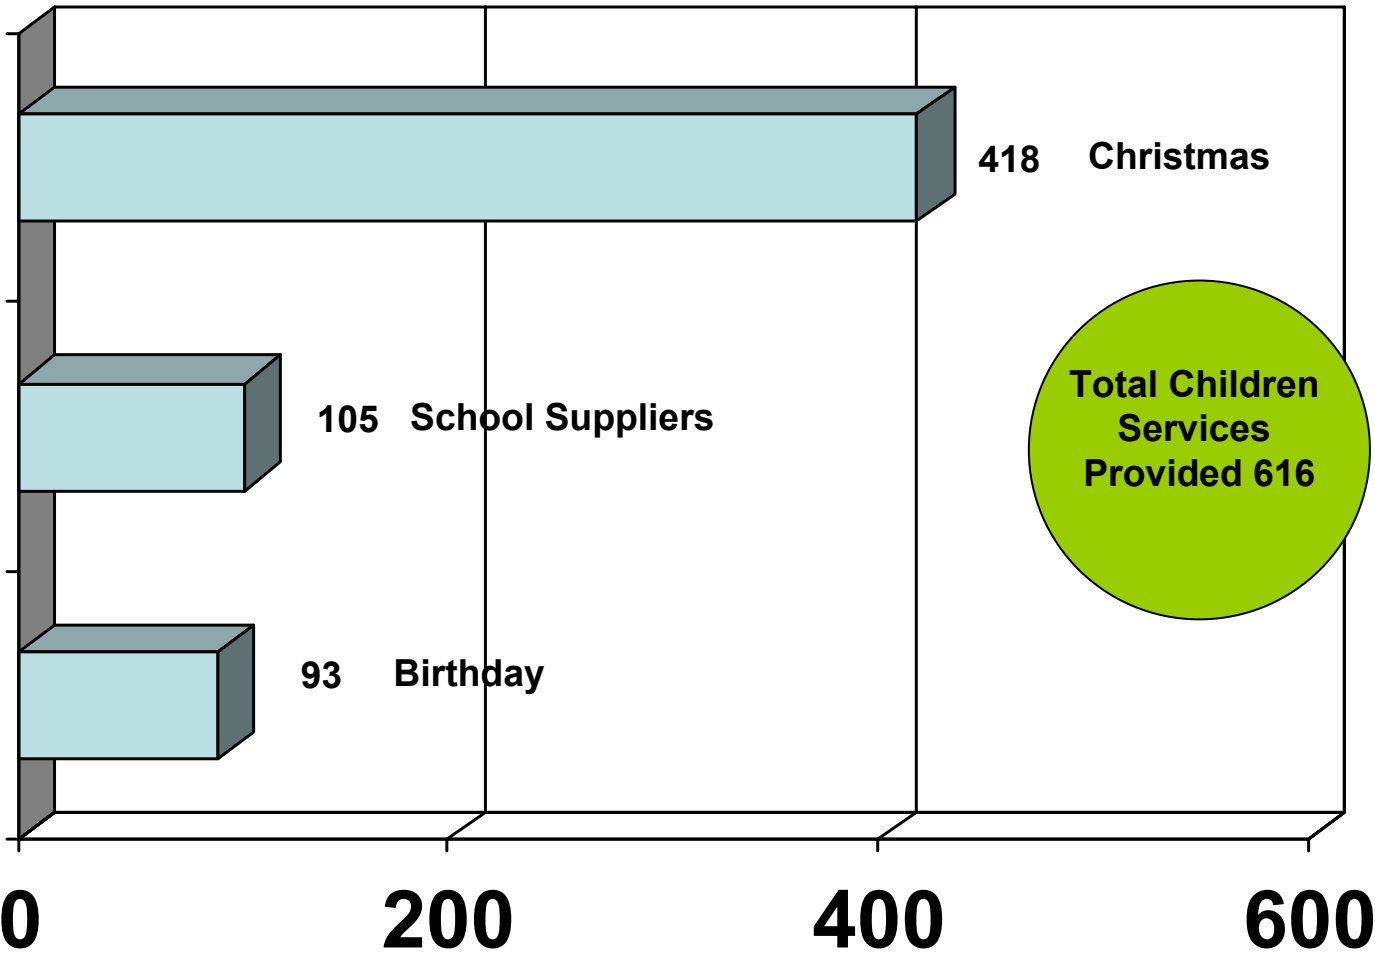 418 Christmas
105 School Suppliers
Total Children
Services
Provided 616
93 Birthday
0 200 400 600